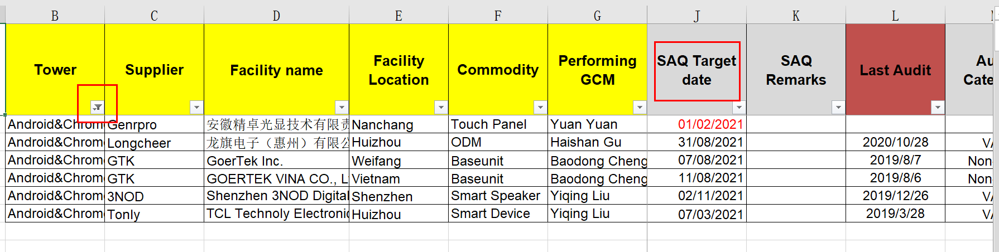 B C D E F G J K L
Tower Supplier Facility name Facility Location Commodity Performing GCM SAQ Target date SAQ Remarks Last Audit Au Cate
Android&Chrom Genrpro 安徽精卓光显技术有限责 Nanchang Touch Panel Yuan Yuan 01/02/2021
Android&Chrom Longcheer 龙旗电子（惠州）有限公 Huizhou ODM Haishan Gu 31/08/2021 2020/10/28 VA
Android&Chrom GTK GoerTek Inc. Weifang Baseunit Baodong Cheng 07/08/2021 2019/8/7 Non
Android&Chrom GTK GOERTEK VINA CO., L Vietnam Baseunit Baodong Cheng 11/08/2021 2019/8/6 Non
Android&Chrom 3NOD Shenzhen 3NOD Digital Shenzhen Smart Speaker Yiqing Liu 02/11/2021 2019/12/26 VA
Android&Chrom Tonly TCL Technoly Electronic Huizhou Smart Device Yiqing Liu 07/03/2021 2019/3/28 VA